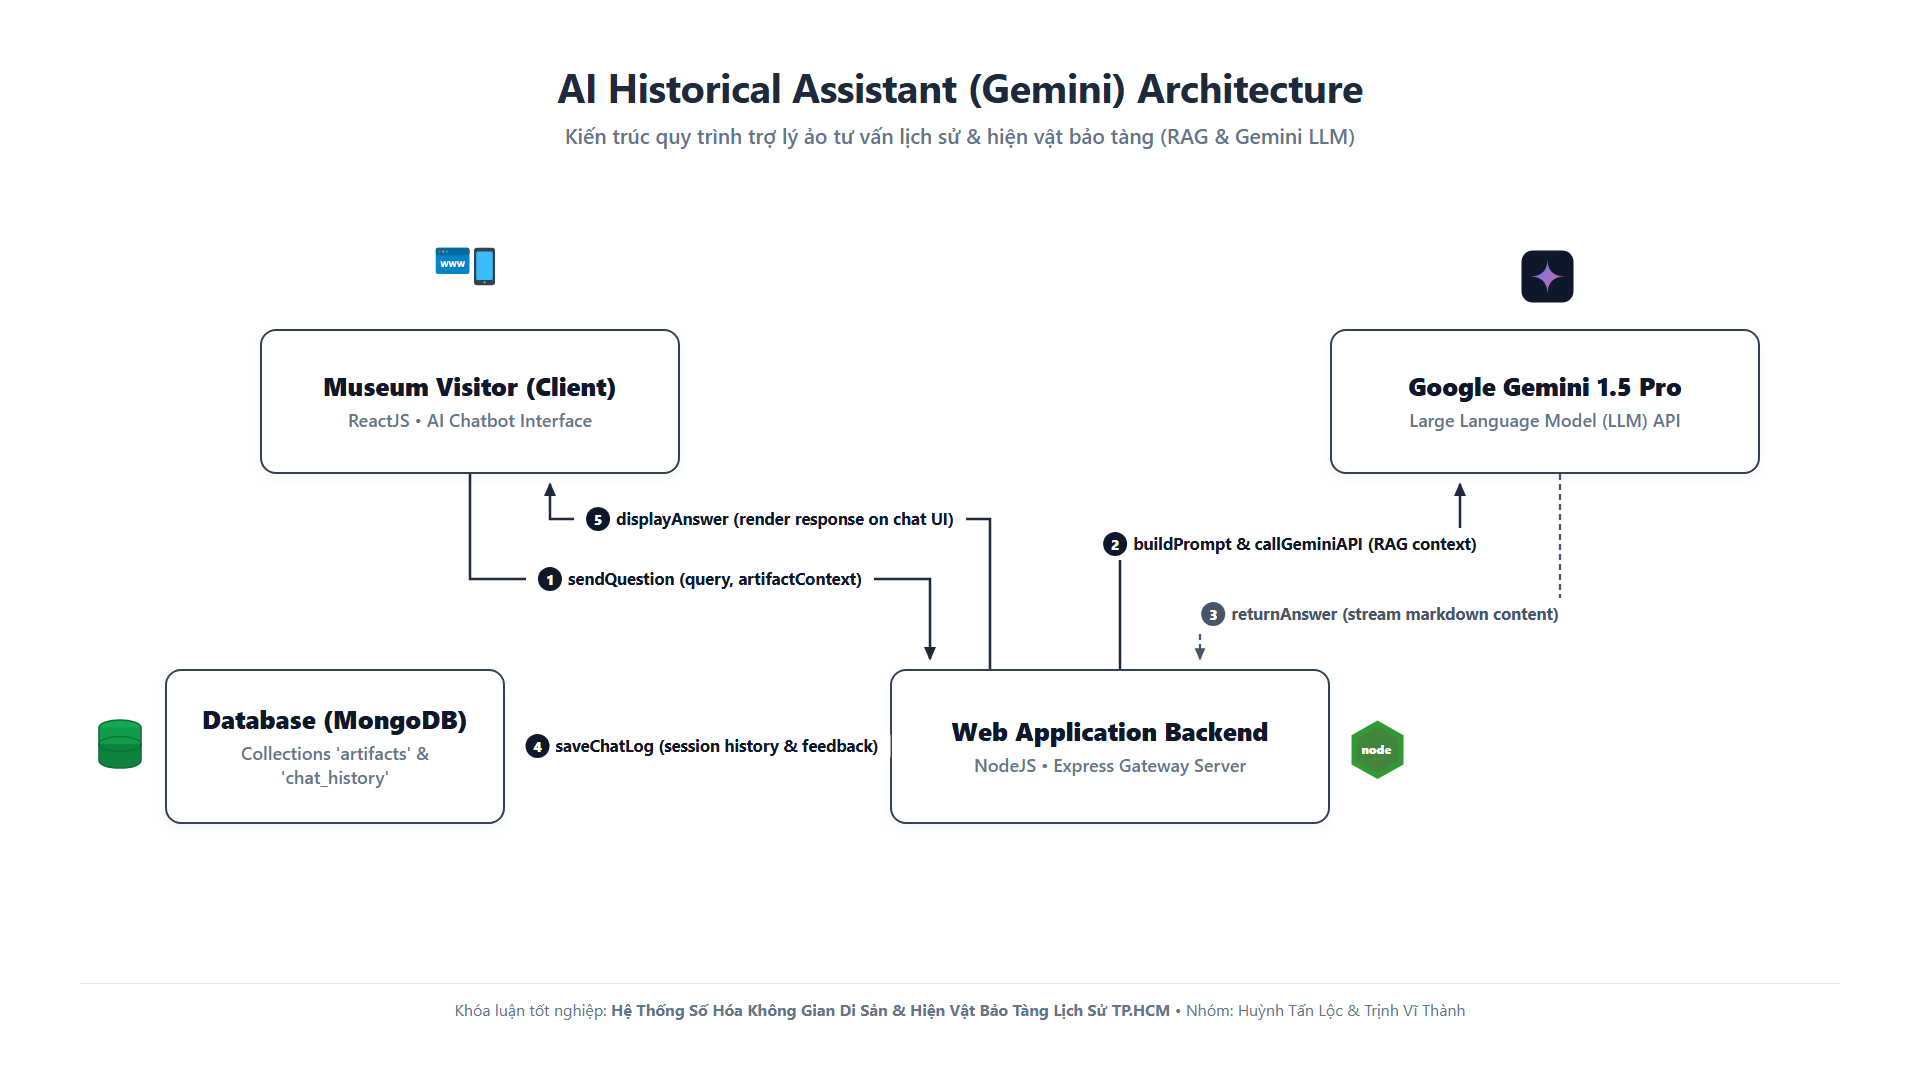 AI Historical Assistant (Gemini) Architecture
Kiến trúc quy trình trợ lý ảo tư vấn lịch sử & hiện vật bảo tàng (RAG & Gemini LLM)
www
Museum Visitor (Client)
ReactJS • AI Chatbot Interface
Google Gemini 1.5 Pro
Large Language Model (LLM) API
5 displayAnswer (render response on chat UI)
2 buildPrompt & callGeminiAPI (RAG context)
1 sendQuestion (query, artifactContext)
3 returnAnswer (stream markdown content)
Database (MongoDB)
Collections 'artifacts' &
'chat_history'
4 saveChatLog (session history & feedback)
Web Application Backend
NodeJS • Express Gateway Server
node
Khóa luận tốt nghiệp: Hệ Thống Số Hóa Không Gian Di Sản & Hiện Vật Bảo Tàng Lịch Sử TP.HCM • Nhóm: Huỳnh Tấn Lộc & Trịnh Vĩ Thành